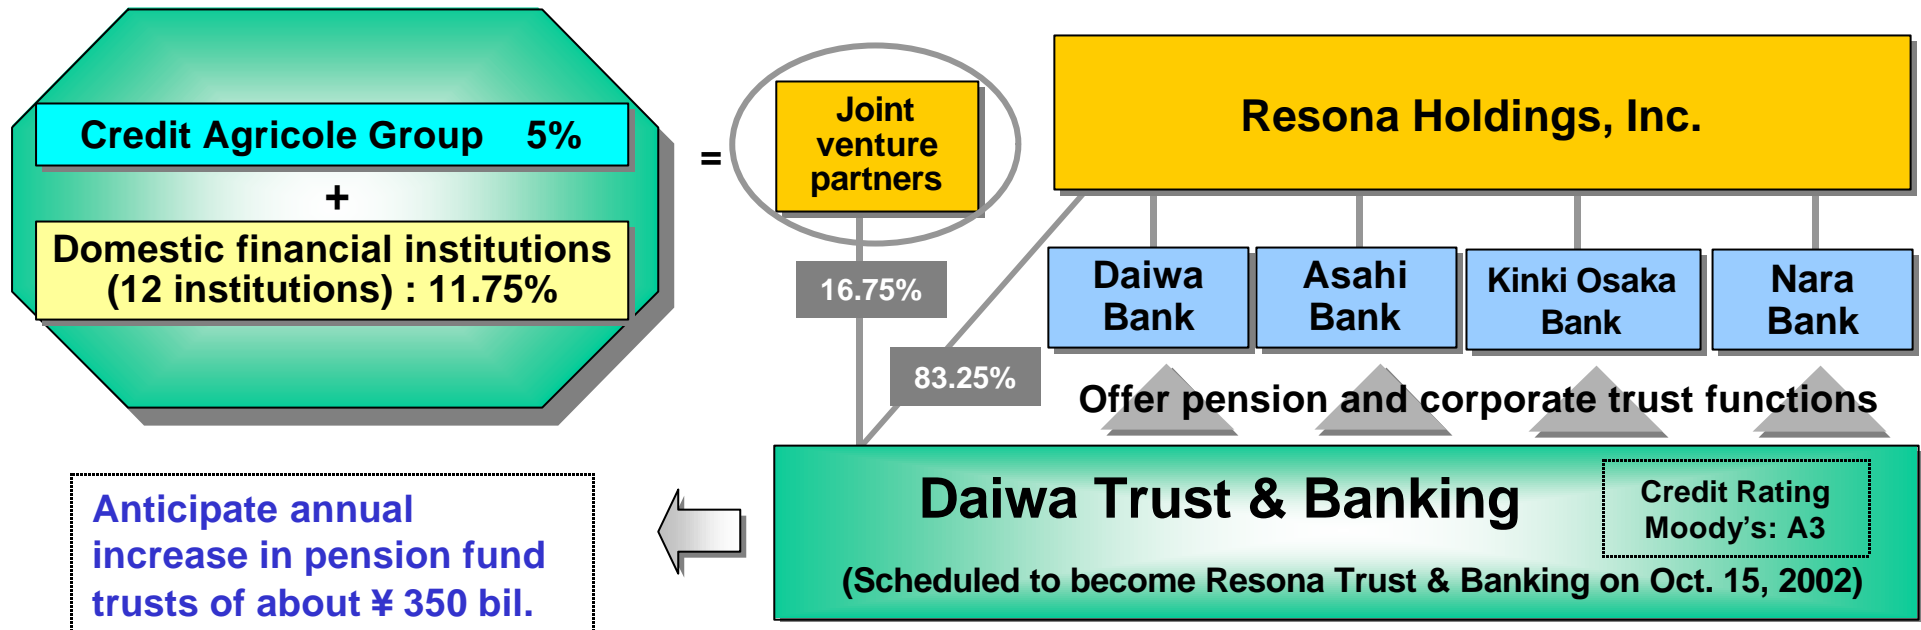 Credit Agricole Group 5%
+
Domestic financial institutions
(12 institutions) : 11.75%
=
Joint
venture
partners
Resona Holdings, Inc.
16.75%
83.25%
Daiwa
Bank
Asahi
Bank
Kinki Osaka
Bank
Nara
Bank
Offer pension and corporate trust functions
Daiwa Trust & Banking
Credit Rating
Moody’s: A3
(Scheduled to become Resona Trust & Banking on Oct. 15, 2002)
Anticipate annual
increase in pension fund
trusts of about ¥ 350 bil.